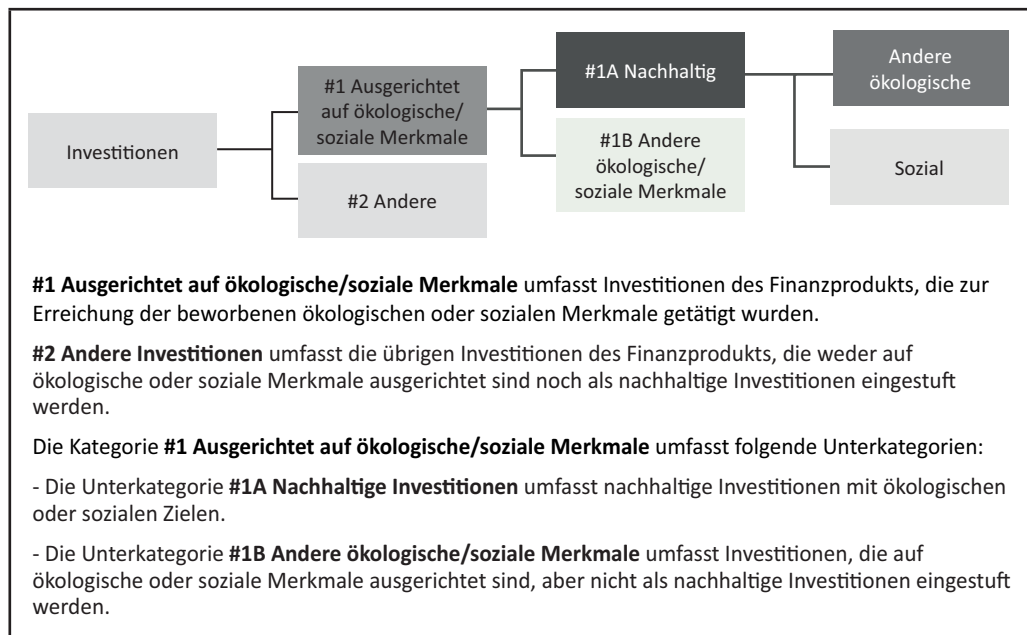 Investitionen
#1 Ausgerichtet
auf ökologische/
soziale Merkmale
#2 Andere
#1A Nachhaltig
#1B Andere
ökologische/
soziale Merkmale
Andere
ökologische
Sozial
#1 Ausgerichtet auf ökologische/soziale Merkmale umfasst Investitionen des Finanzprodukts, die zur
Erreichung der beworbenen ökologischen oder sozialen Merkmale getätigt wurden.
#2 Andere Investitionen umfasst die übrigen Investitionen des Finanzprodukts, die weder auf
ökologische oder soziale Merkmale ausgerichtet sind noch als nachhaltige Investitionen eingestuft
werden.
Die Kategorie #1 Ausgerichtet auf ökologische/soziale Merkmale umfasst folgende Unterkategorien:
- Die Unterkategorie #1A Nachhaltige Investitionen umfasst nachhaltige Investitionen mit ökologischen
oder sozialen Zielen.
- Die Unterkategorie #1B Andere ökologische/soziale Merkmale umfasst Investitionen, die auf
ökologische oder soziale Merkmale ausgerichtet sind, aber nicht als nachhaltige Investitionen eingestuft
werden.